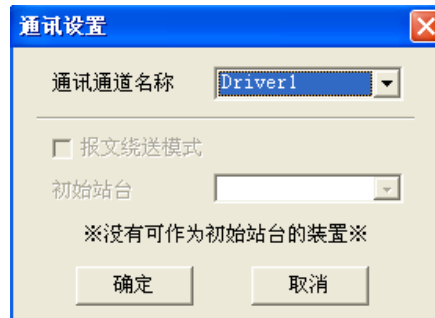 通讯设置
通讯通道名称 Driver1
报文绕送模式
初始站台
※没有可作为初始站台的装置※
确定 取消